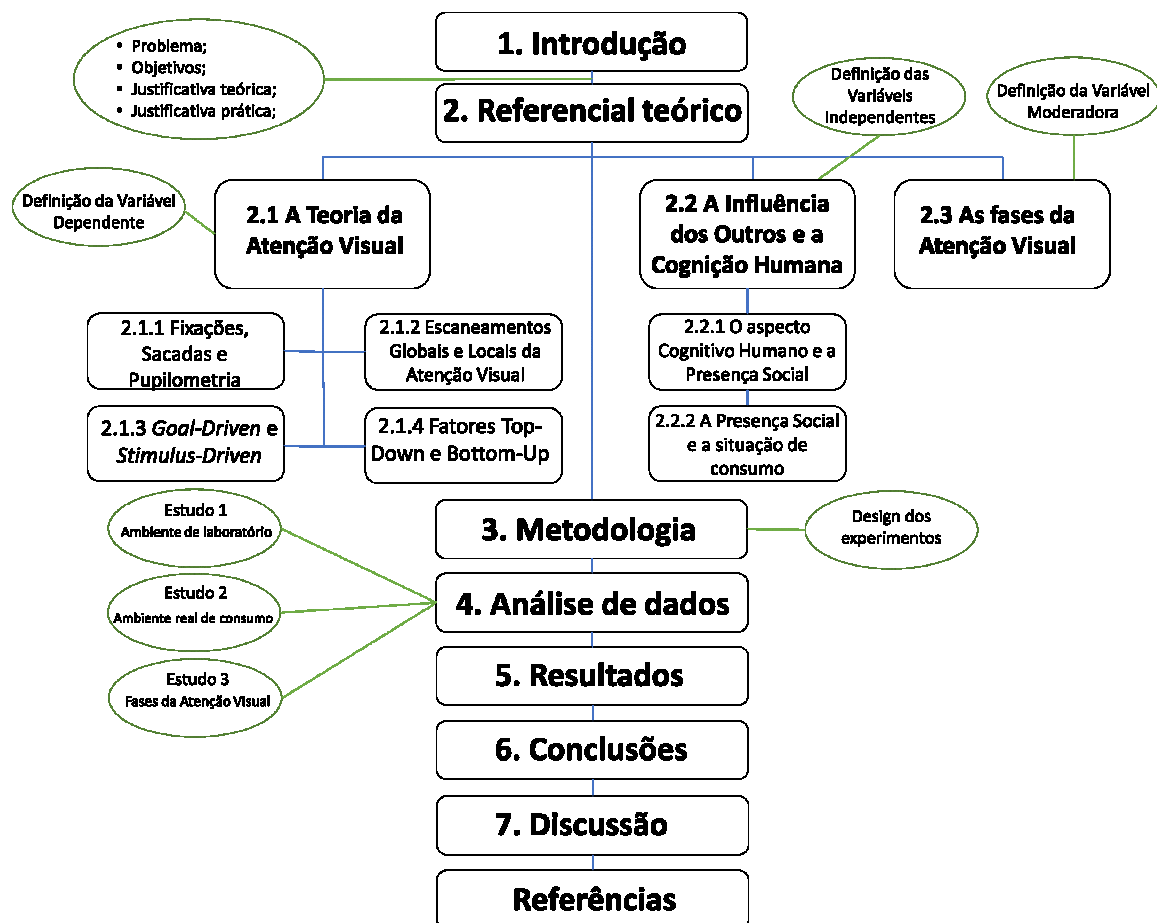 1. Introdução
• Problema;
• Objetivos;
• Justificativa teórica;
• Justificativa prática;
2. Referencial teórico
Definição das
Variáveis
Independentes
Definição da Variável
Moderadora
Definição da Variável
Dependente
2.1 A Teoria da
Atenção Visual
2.2 A Influência
dos Outros e a
Cognição Humana
2.3 As fases da
Atenção Visual
2.1.1 Fixações,
Sacadas e
Pupilometria
2.1.2 Escaneamentos
Globais e Locais da
Atenção Visual
2.2.1 O aspecto
Cognitivo Humano e a
Presença Social
2.1.3 Goal-Driven e
Stimulus-Driven
2.1.4 Fatores Top-
Down e Bottom-Up
2.2.2 A Presença Social
e a situação de
consumo
Estudo 1
Ambiente de laboratório
3. Metodologia
Design dos
experimentos
Estudo 2
Ambiente real de consumo
4. Análise de dados
Estudo 3
Fases da Atenção Visual
5. Resultados
6. Conclusões
7. Discussão
Referências